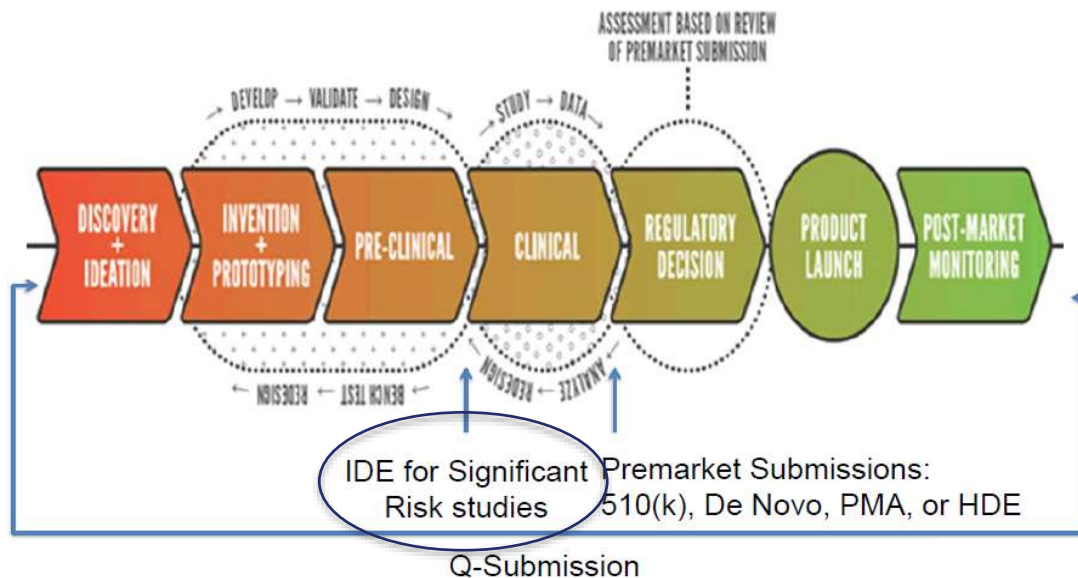 ASSESSMENT BASED ON REVIEW
OF PREMARKET SUBMISSION
→ DEVELOP → VALIDATE → DESIGN →
→ STUDY → DATA →
DISCOVERY
+
IDEATION
INVENTION
+
PROTOTYPING
PRE-CLINICAL
CLINICAL
REGULATORY
DECISION
PRODUCT
LAUNCH
POST-MARKET
MONITORING
← REDESIGN ← BENCH TEST ←
← REDESIGN ← ANALYZE ←
IDE for Significant
Risk studies
Premarket Submissions:
510(k), De Novo, PMA, or HDE
Q-Submission